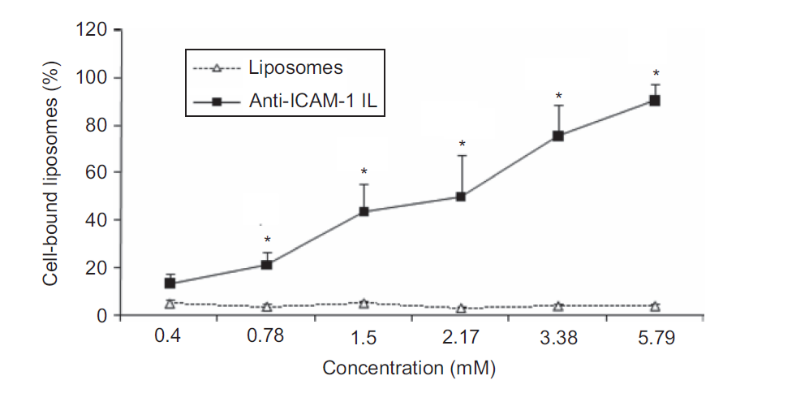 120
100
80
60
40
20
0
Cell-bound liposomes (%)
Liposomes
Anti-ICAM-1 IL
* * * * *
0.4 0.78 1.5 2.17 3.38 5.79
Concentration (mM)